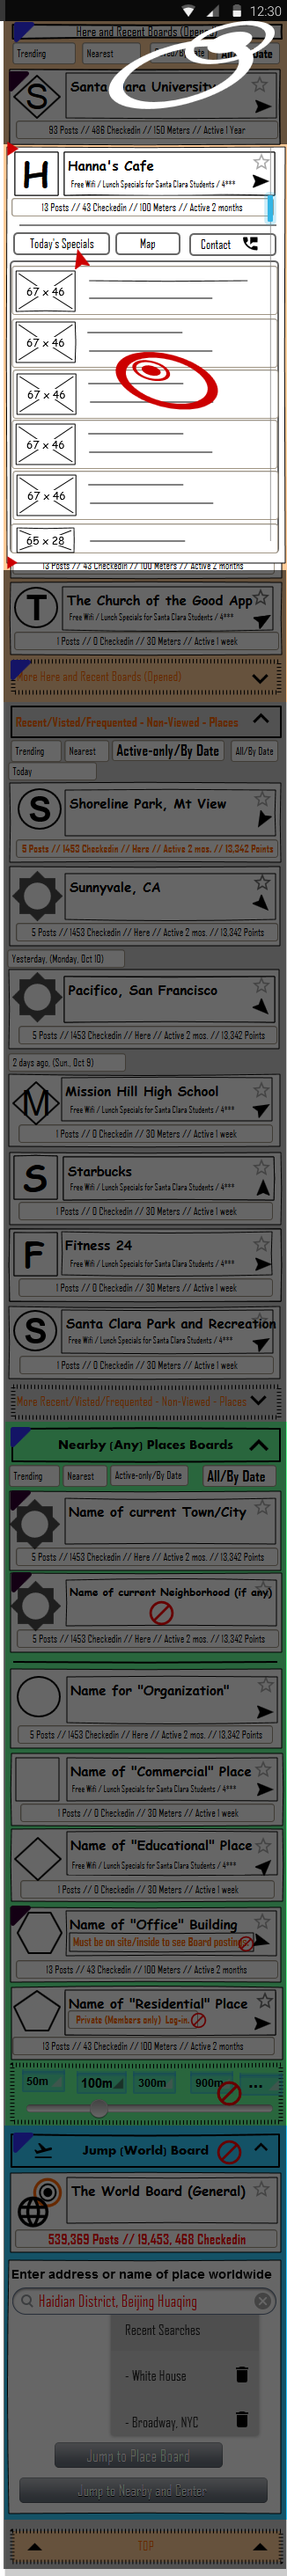 12:30
Here and Recent Boards (Opened)
Trending Nearest
Santa Clara University
93 Posts // 486 Checkedin // 150 Meters // Active 1 Year
H Hanna's Cafe
Free Wifi / Lunch Specials for Santa Clara Students / 4***
13 Posts // 43 Checkedin // 100 Meters // Active 2 months
Today's Specials Map Contact
67 x 46
67 x 46
67 x 46
67 x 46
67 x 46
65 x 28
13 Posts // 43 Checkedin // 100 Meters // Active 2 months
T The Church of the Good App
Free Wifi / Lunch Specials for Santa Clara Students / 4***
1 Posts // 0 Checkedin // 30 Meters // Active 1 week
More Here and Recent Boards (Opened)
Recent/Visted/Frequented - Non-Viewed - Places
Trending Nearest Active-only/By Date All/By Date
Today
S Shoreline Park, Mt View
5 Posts // 1453 Checkedin // Here // Active 2 mos. // 13,342 Points
Sunnyvale, CA
5 Posts // 1453 Checkedin // Here // Active 2 mos. // 13,342 Points
Yesterday, (Monday, Oct 10)
Pacifico, San Francisco
5 Posts // 1453 Checkedin // Here // Active 2 mos. // 13,342 Points
2 days ago, (Sun, Oct 9)
M Mission Hill High School
Free Wifi / Lunch Specials for Santa Clara Students / 4***
1 Posts // 0 Checkedin // 30 Meters // Active 1 week
S Starbucks
Free Wifi / Lunch Specials for Santa Clara Students / 4***
1 Posts // 0 Checkedin // 30 Meters // Active 1 week
F Fitness 24
Free Wifi / Lunch Specials for Santa Clara Students / 4***
1 Posts // 0 Checkedin // 30 Meters // Active 1 week
S Santa Clara Park and Recreation
Free Wifi / Lunch Specials for Santa Clara Students / 4***
1 Posts // 0 Checkedin // 30 Meters // Active 1 week
More Recent/Visted/Frequented - Non-Viewed - Places
Nearby (Any) Places Boards
Trending Nearest Active-only/By Date All/By Date
Name of current Town/City
5 Posts // 1453 Checkedin // Here // Active 2 mos. // 13,342 Points
Name of current Neighborhood (if any)
5 Posts // 1453 Checkedin // Here // Active 2 mos. // 13,342 Points
Name for "Organization"
5 Posts // 1453 Checkedin // Here // Active 2 mos. // 13,342 Points
Name of "Commercial" Place
Free Wifi / Lunch Specials for Santa Clara Students / 4***
1 Posts // 0 Checkedin // 30 Meters // Active 1 week
Name of "Educational" Place
Free Wifi / Lunch Specials for Santa Clara Students / 4***
1 Posts // 0 Checkedin // 30 Meters // Active 1 week
Name of "Office" Building
Must be on site/inside to see Board
13 Posts // 43 Checkedin // 100 Meters // Active 2 months
Name of "Residential" Place
Private (Members only) Log-in.
13 Posts // 43 Checkedin // 100 Meters // Active 2 months
50m 100m 300m 900m ...
Jump (World) Board
The World Board (General)
539,369 Posts // 19,453, 468 Checkedin
Enter address or name of place worldwide
Haidian District, Beijing Huaqing
Recent Searches
- White House
- Broadway, NYC
Jump to Place Board
Jump to Nearby and Center
TOP